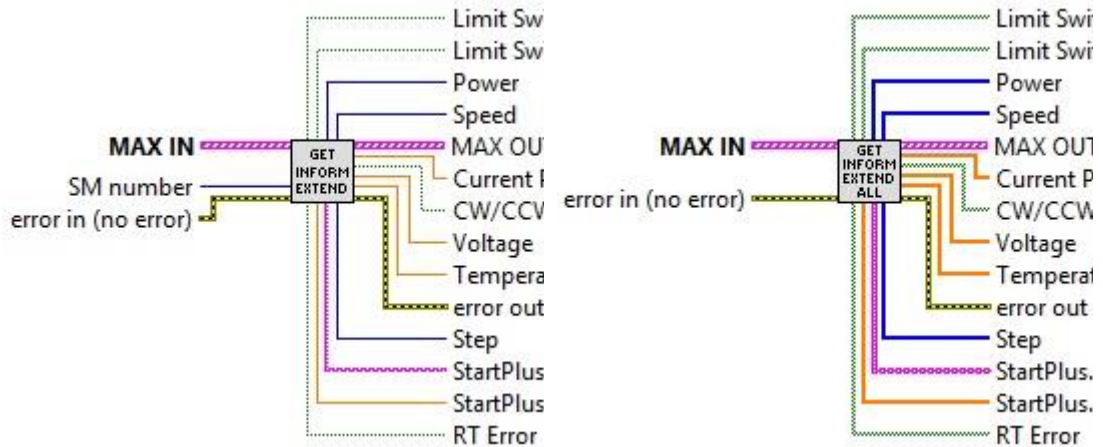 Limit Sw
Limit Sw
Power
Speed
MAX IN
MAX OU
GET
INFORM
EXTEND
Current P
SM number
CW/CCW
error in (no error)
Voltage
Tempera
error out
Step
StartPlus
StartPlus
RT Error
Limit Swi
Limit Swi
Power
Speed
MAX IN
MAX OUT
GET
INFORM
EXTEND
ALL
Current P
error in (no error)
CW/CCW
Voltage
Temperat
error out
Step
StartPlus.
StartPlus.
RT Error